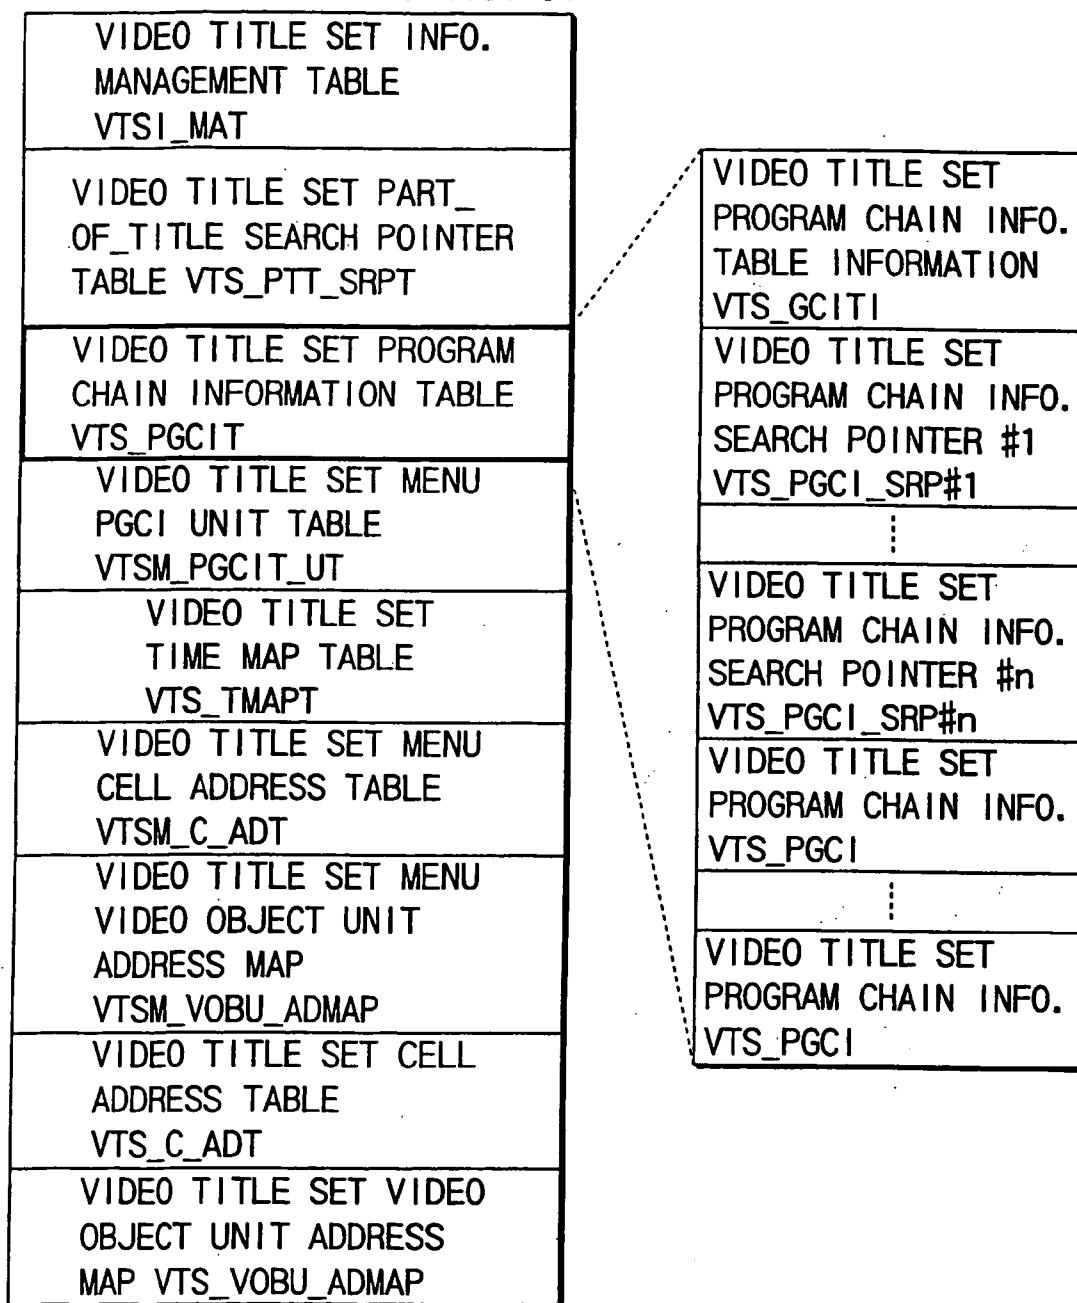 VIDEO TITLE SET INFO.
MANAGEMENT TABLE
VTSI_MAT
VIDEO TITLE SET PART_
OF_TITLE SEARCH POINTER
TABLE VTS_PTT_SRPT
VIDEO TITLE SET PROGRAM
CHAIN INFORMATION TABLE
VTS_PGCIT
VIDEO TITLE SET MENU
PGCI UNIT TABLE
VTSM_PGCIT_UT
VIDEO TITLE SET
TIME MAP TABLE
VTS_TMAPT
VIDEO TITLE SET MENU
CELL ADDRESS TABLE
VTSM_C_ADT
VIDEO TITLE SET MENU
VIDEO OBJECT UNIT
ADDRESS MAP
VTSM_VOBU_ADMAP
VIDEO TITLE SET CELL
ADDRESS TABLE
VTS_C_ADT
VIDEO TITLE SET VIDEO
OBJECT UNIT ADDRESS
MAP VTS_VOBU_ADMAP
VIDEO TITLE SET
PROGRAM CHAIN INFO.
TABLE INFORMATION
VTS_GCITI
VIDEO TITLE SET
PROGRAM CHAIN INFO.
SEARCH POINTER #1
VTS_PGCI_SRP#1
VIDEO TITLE SET
PROGRAM CHAIN INFO.
SEARCH POINTER #n
VTS_PGCI_SRP#n
VIDEO TITLE SET
PROGRAM CHAIN INFO.
VTS_PGCI
VIDEO TITLE SET
PROGRAM CHAIN INFO.
VTS_PGCI